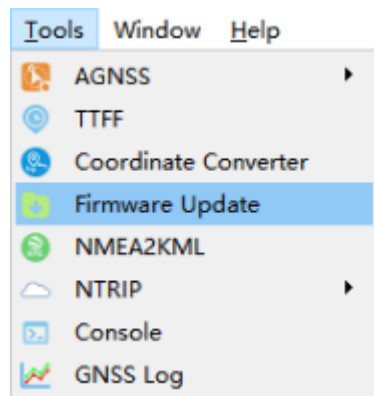 Tools Window Help
AGNSS
TTFF
Coordinate Converter
Firmware Update
NMEA2KML
NTRIP
Console
GNSS Log